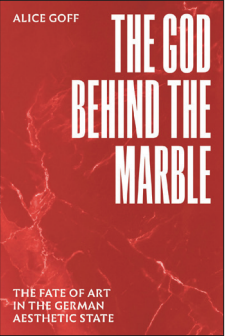 ALICE GOFF
THE GOD
BEHIND THE
MARBLE
THE FATE OF ART
IN THE GERMAN
AESTHETIC STATE